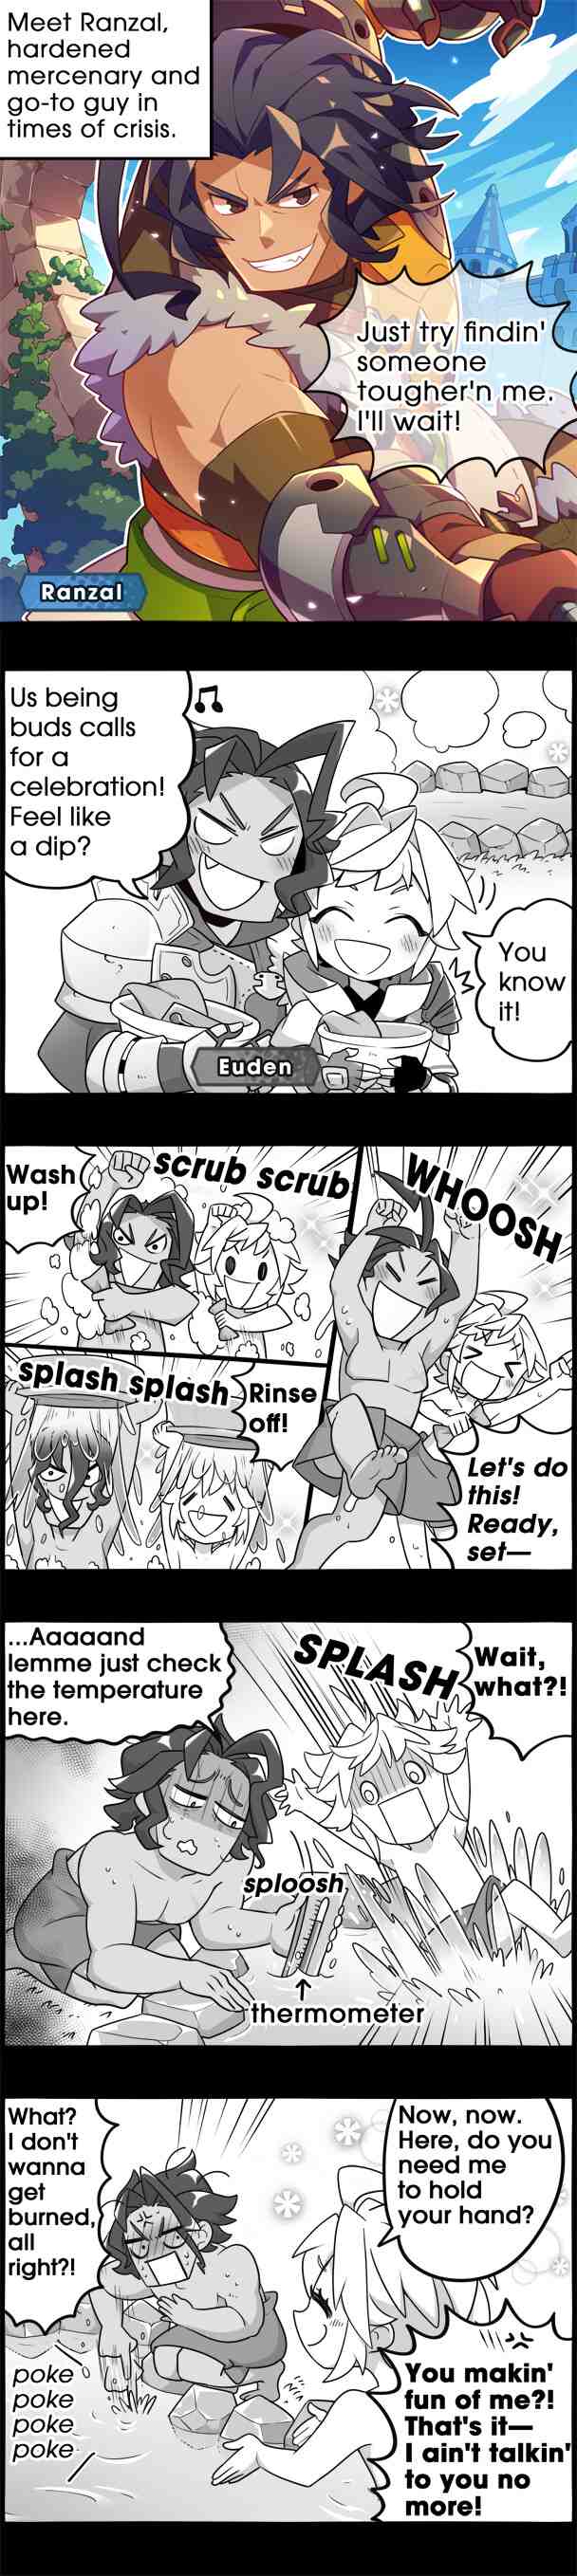 Meet Ranzal,
hardened
mercenary and
go-to guy in
times of crisis.
Just try findin'
someone
tougher'n me.
I'll wait!
Ranzal
Us being
buds calls
for a
celebration!
Feel like
a dip?
You
know
it!
Euden
Wash
up!
scrub scrub
splash splash
Rinse
off!
WHOOSH
Let's do
this!
Ready,
set—
...Aaaaand
lemme just check
the temperature
here.
SPLASH
Wait,
what?!
sploosh
thermometer
What?
I don't
wanna
get
burned,
all
right?!
Now, now.
Here, do you
need me
to hold
your hand?
poke
poke
poke
poke
You makin'
fun of me?!
That's it—
I ain't talkin'
to you no
more!